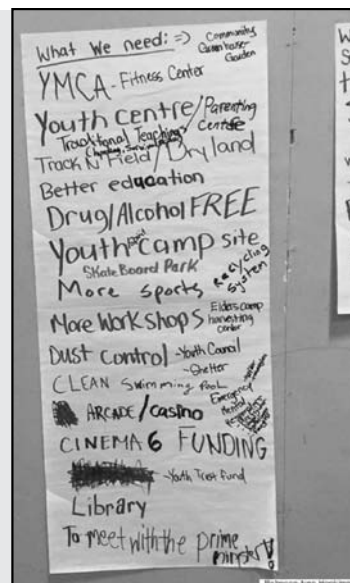 What we need: => Community
Greenhouse-
Garden
YMCA - Fitness Center
Youth Centre/Parenting
Centre
Traditional Teachings
Track N' Field/Dryland
Better education
Drug/Alcohol FREE
Youth camp site
Skate Board Park
More sports
Recycling
System
More Workshops
Elders camp
harvesting
center
Dust control -Youth Council
-Shelter
CLEAN Swimming Pool
Emergency
ARCADE/casino
CINEMA 6 FUNDING
-Youth Trust Fund
Library
To meet with the prime
minister!